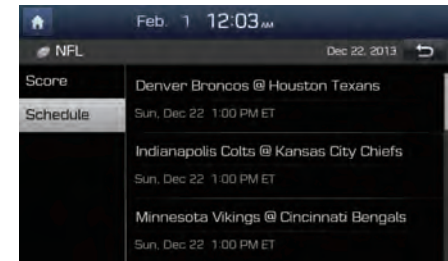 Feb. 1 12:03 AM
NFL
Dec 22, 2013
Score
Schedule
Denver Broncos @ Houston Texans
Sun, Dec 22 1:00 PM ET
Indianapolis Colts @ Kansas City Chiefs
Sun, Dec 22 1:00 PM ET
Minnesota Vikings @ Cincinnati Bengals
Sun, Dec 22 1:00 PM ET